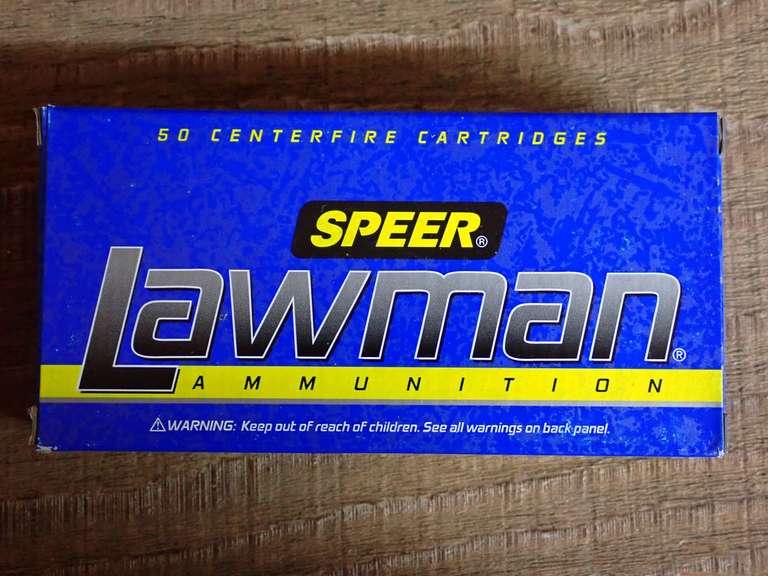 50 CENTERFIRE CARTRIDGES
SPEER®
Lawman®
AMMUNITION
⚠WARNING: Keep out of reach of children. See all warnings on back panel.